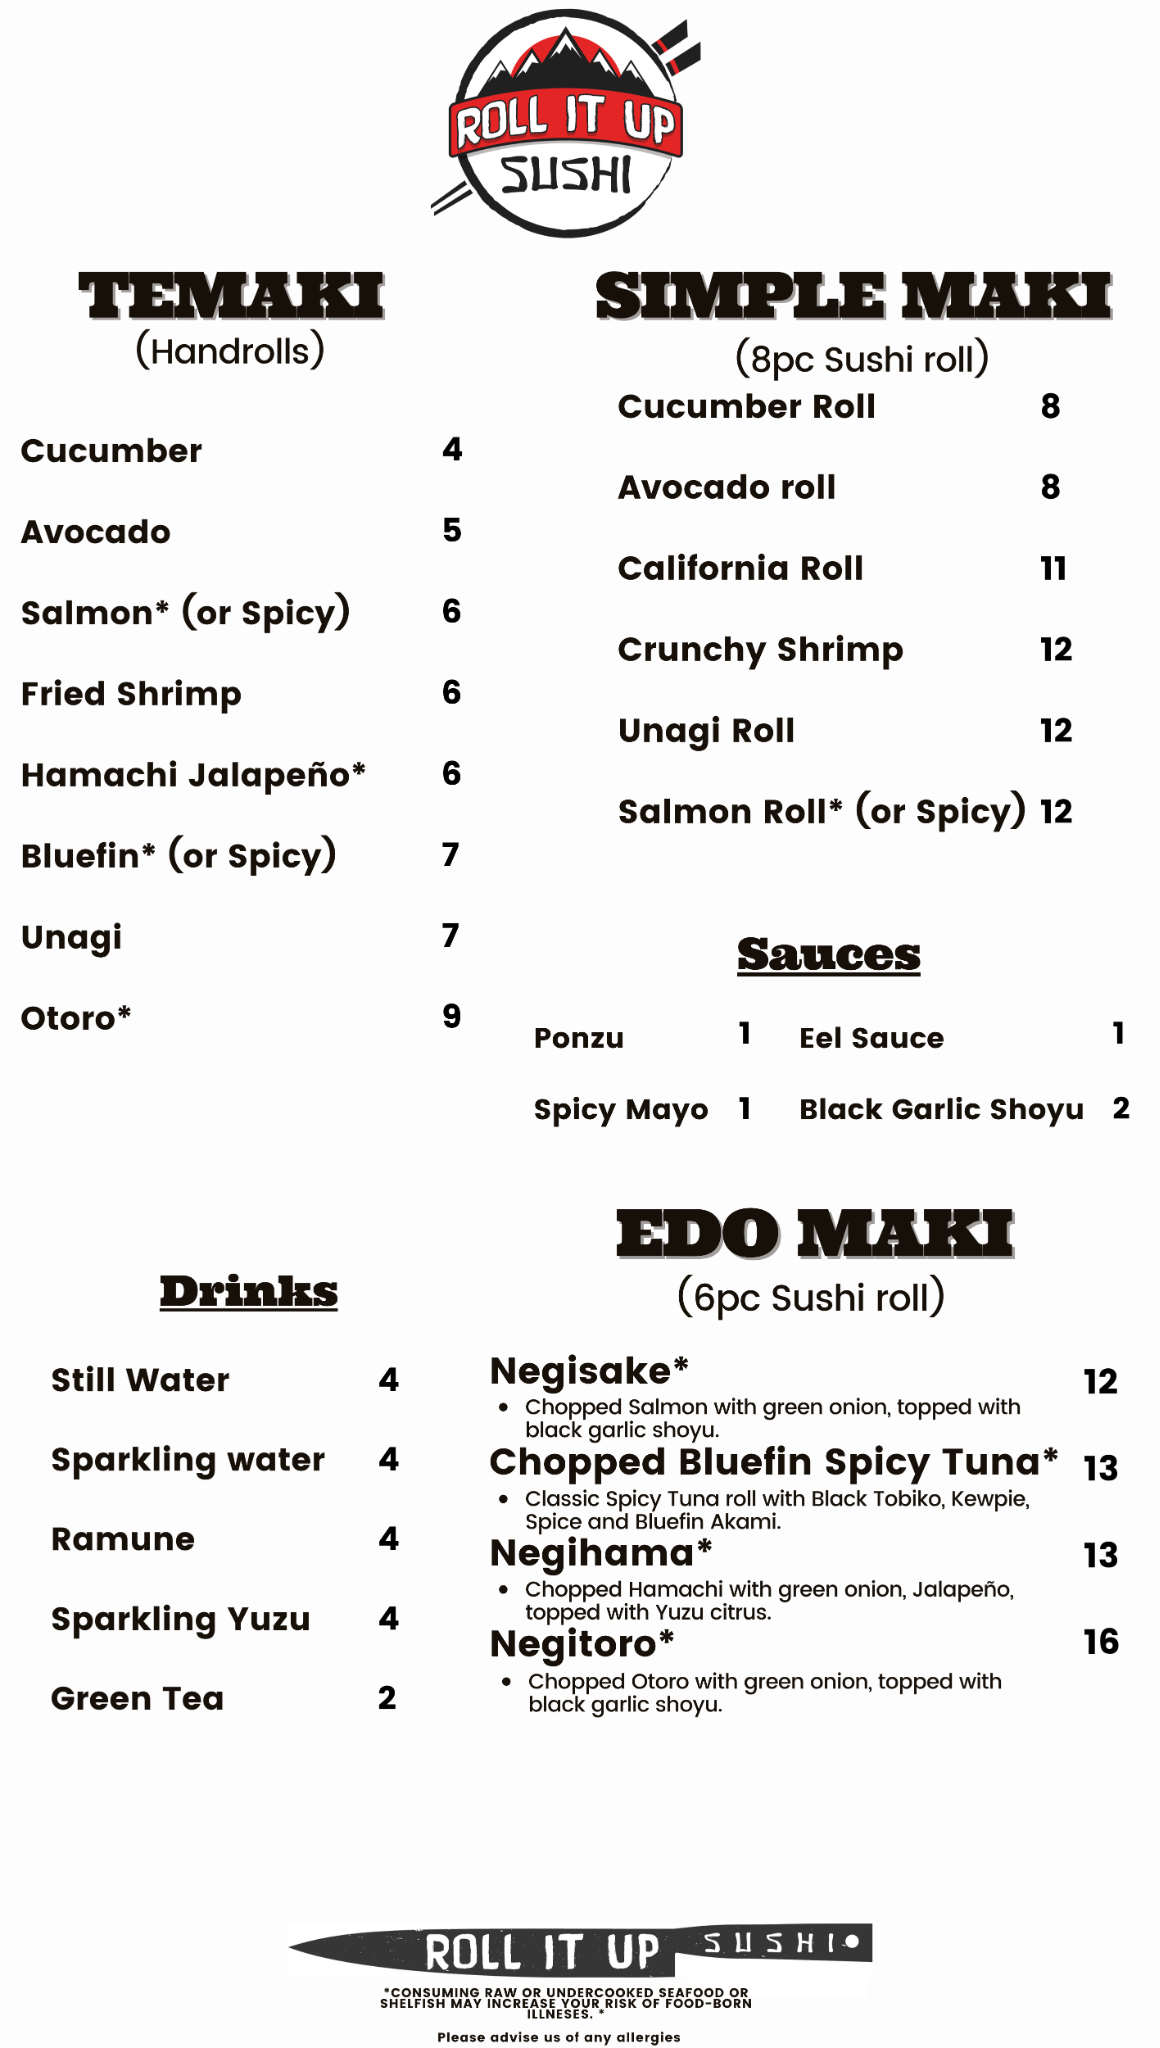 ROLL IT UP
SUSHI
TEMAKI
(Handrolls)
Cucumber 4
Avocado 5
Salmon* (or Spicy) 6
Fried Shrimp 6
Hamachi Jalapeño* 6
Bluefin* (or Spicy) 7
Unagi 7
Otoro* 9
SIMPLE MAKI
(8pc Sushi roll)
Cucumber Roll 8
Avocado roll 8
California Roll 11
Crunchy Shrimp 12
Unagi Roll 12
Salmon Roll* (or Spicy) 12
Sauces
Ponzu 1 Eel Sauce 1
Spicy Mayo 1 Black Garlic Shoyu 2
Drinks
Still Water 4
Sparkling water 4
Ramune 4
Sparkling Yuzu 4
Green Tea 2
EDO MAKI
(6pc Sushi roll)
Negisake* 12
• Chopped Salmon with green onion, topped with
black garlic shoyu.
Chopped Bluefin Spicy Tuna* 13
• Classic Spicy Tuna roll with Black Tobiko, Kewpie,
Spice and Bluefin Akami.
Negihama* 13
• Chopped Hamachi with green onion, Jalapeño,
topped with Yuzu citrus.
Negitoro* 16
• Chopped Otoro with green onion, topped with
black garlic shoyu.
ROLL IT UP SUSHI
*CONSUMING RAW OR UNDERCOOKED SEAFOOD OR
SHELFISH MAY INCREASE YOUR RISK OF FOOD-BORN
ILLNESES. *
Please advise us of any allergies